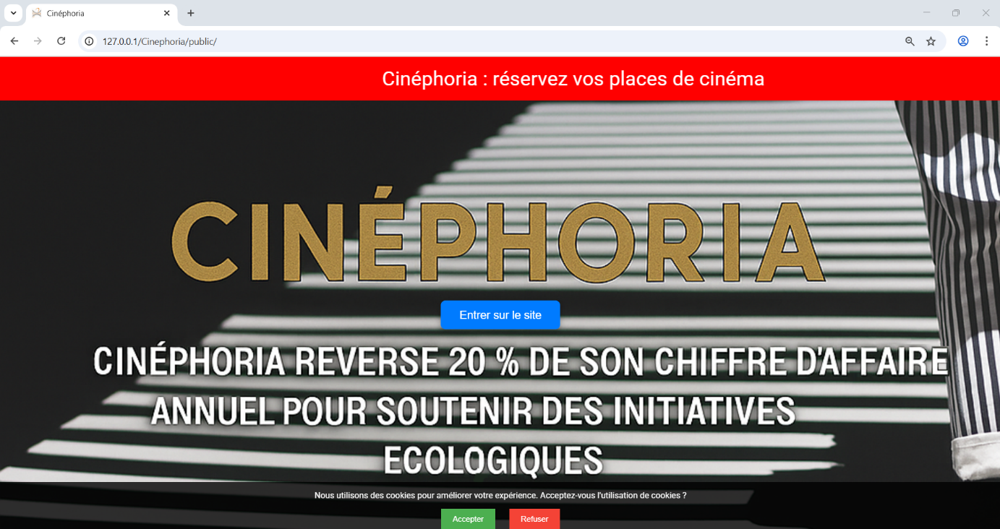 Cinéphoria
127.0.0.1/Cinephoria/public/
Cinéphoria : réservez vos places de cinéma
CINÉPHORIA
Entrer sur le site
CINÉPHORIA REVERSE 20 % DE SON CHIFFRE D'AFFAIRE
ANNUEL POUR SOUTENIR DES INITIATIVES
ECOLOGIQUES
Nous utilisons des cookies pour améliorer votre expérience. Acceptez-vous l'utilisation de cookies ?
Accepter Refuser